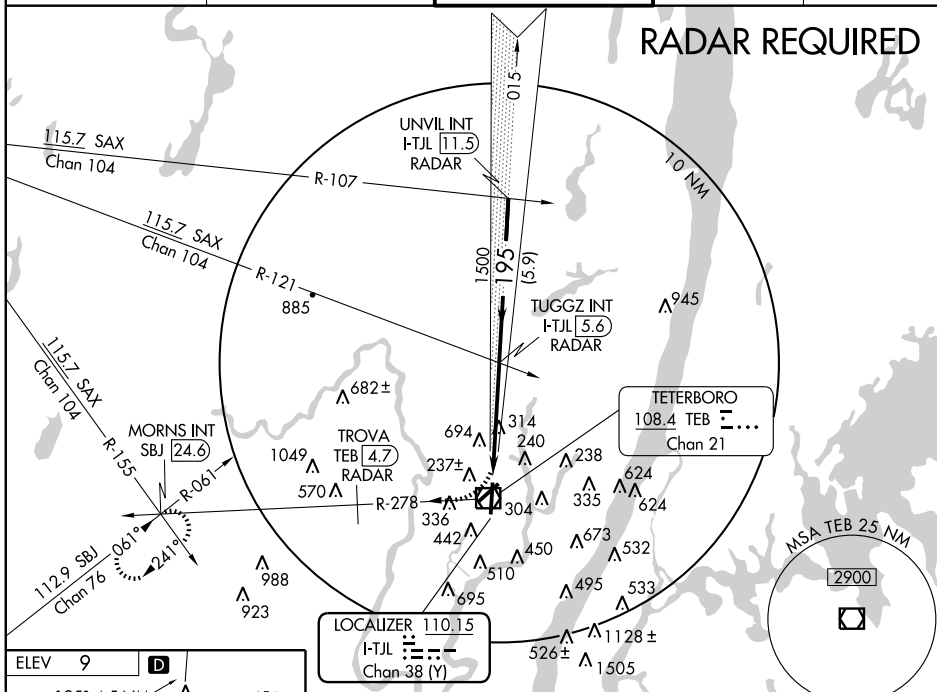 RADAR REQUIRED
015
UNVIL INT
I-TJL 11.5
RADAR
115.7 SAX
Chan 104
R-107
10 NM
115.7 SAX
Chan 104
R-121
1500
195
(5.9)
885
945
TUGGZ INT
I-TJL 5.6
RADAR
115.7 SAX
Chan 104
R-155
682±
TETERBORO
108.4 TEB
Chan 21
MORNS INT
SBJ 24.6
TROVA
TEB 4.7
RADAR
694
314
240
1049
237±
238
R-061
570
R-278
336
304
335
624
624
442
673
061°
241°
112.9 SBJ
Chan 76
450
532
MSA TEB 25 NM
988
510
2900
923
695
495
533
LOCALIZER 110.15
I-TJL
Chan 38 (Y)
526±
1128±
1505
ELEV 9
D